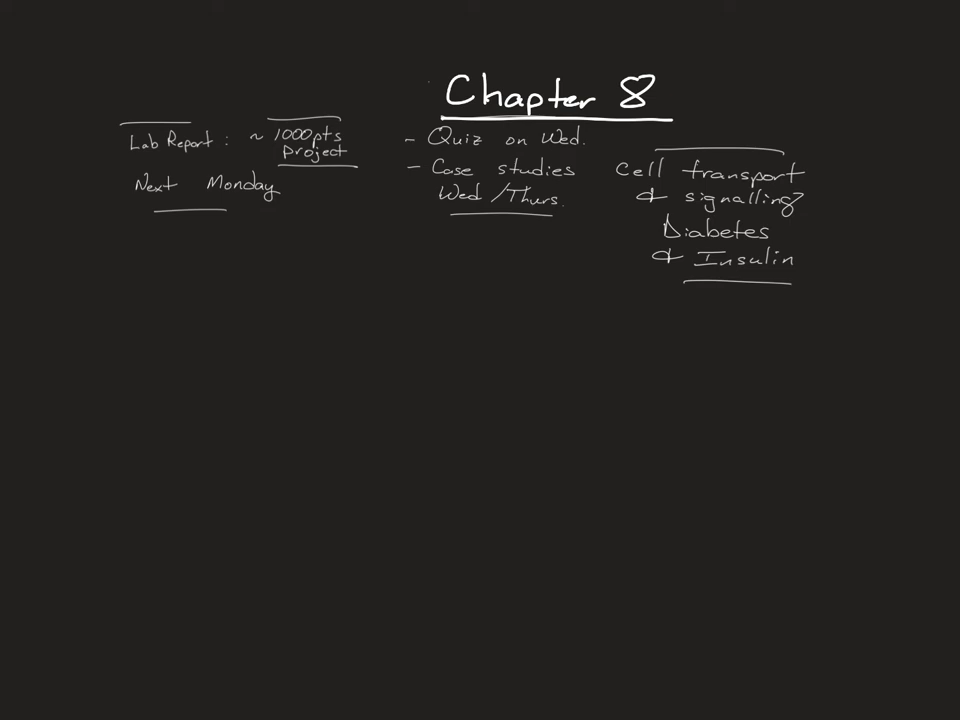 Chapter 8
Lab Report : ~ 1000pts
project
Next Monday
- Quiz on Wed.
- Case studies
Wed /Thurs.
Cell transport
& signalling
Diabetes
& Insulin